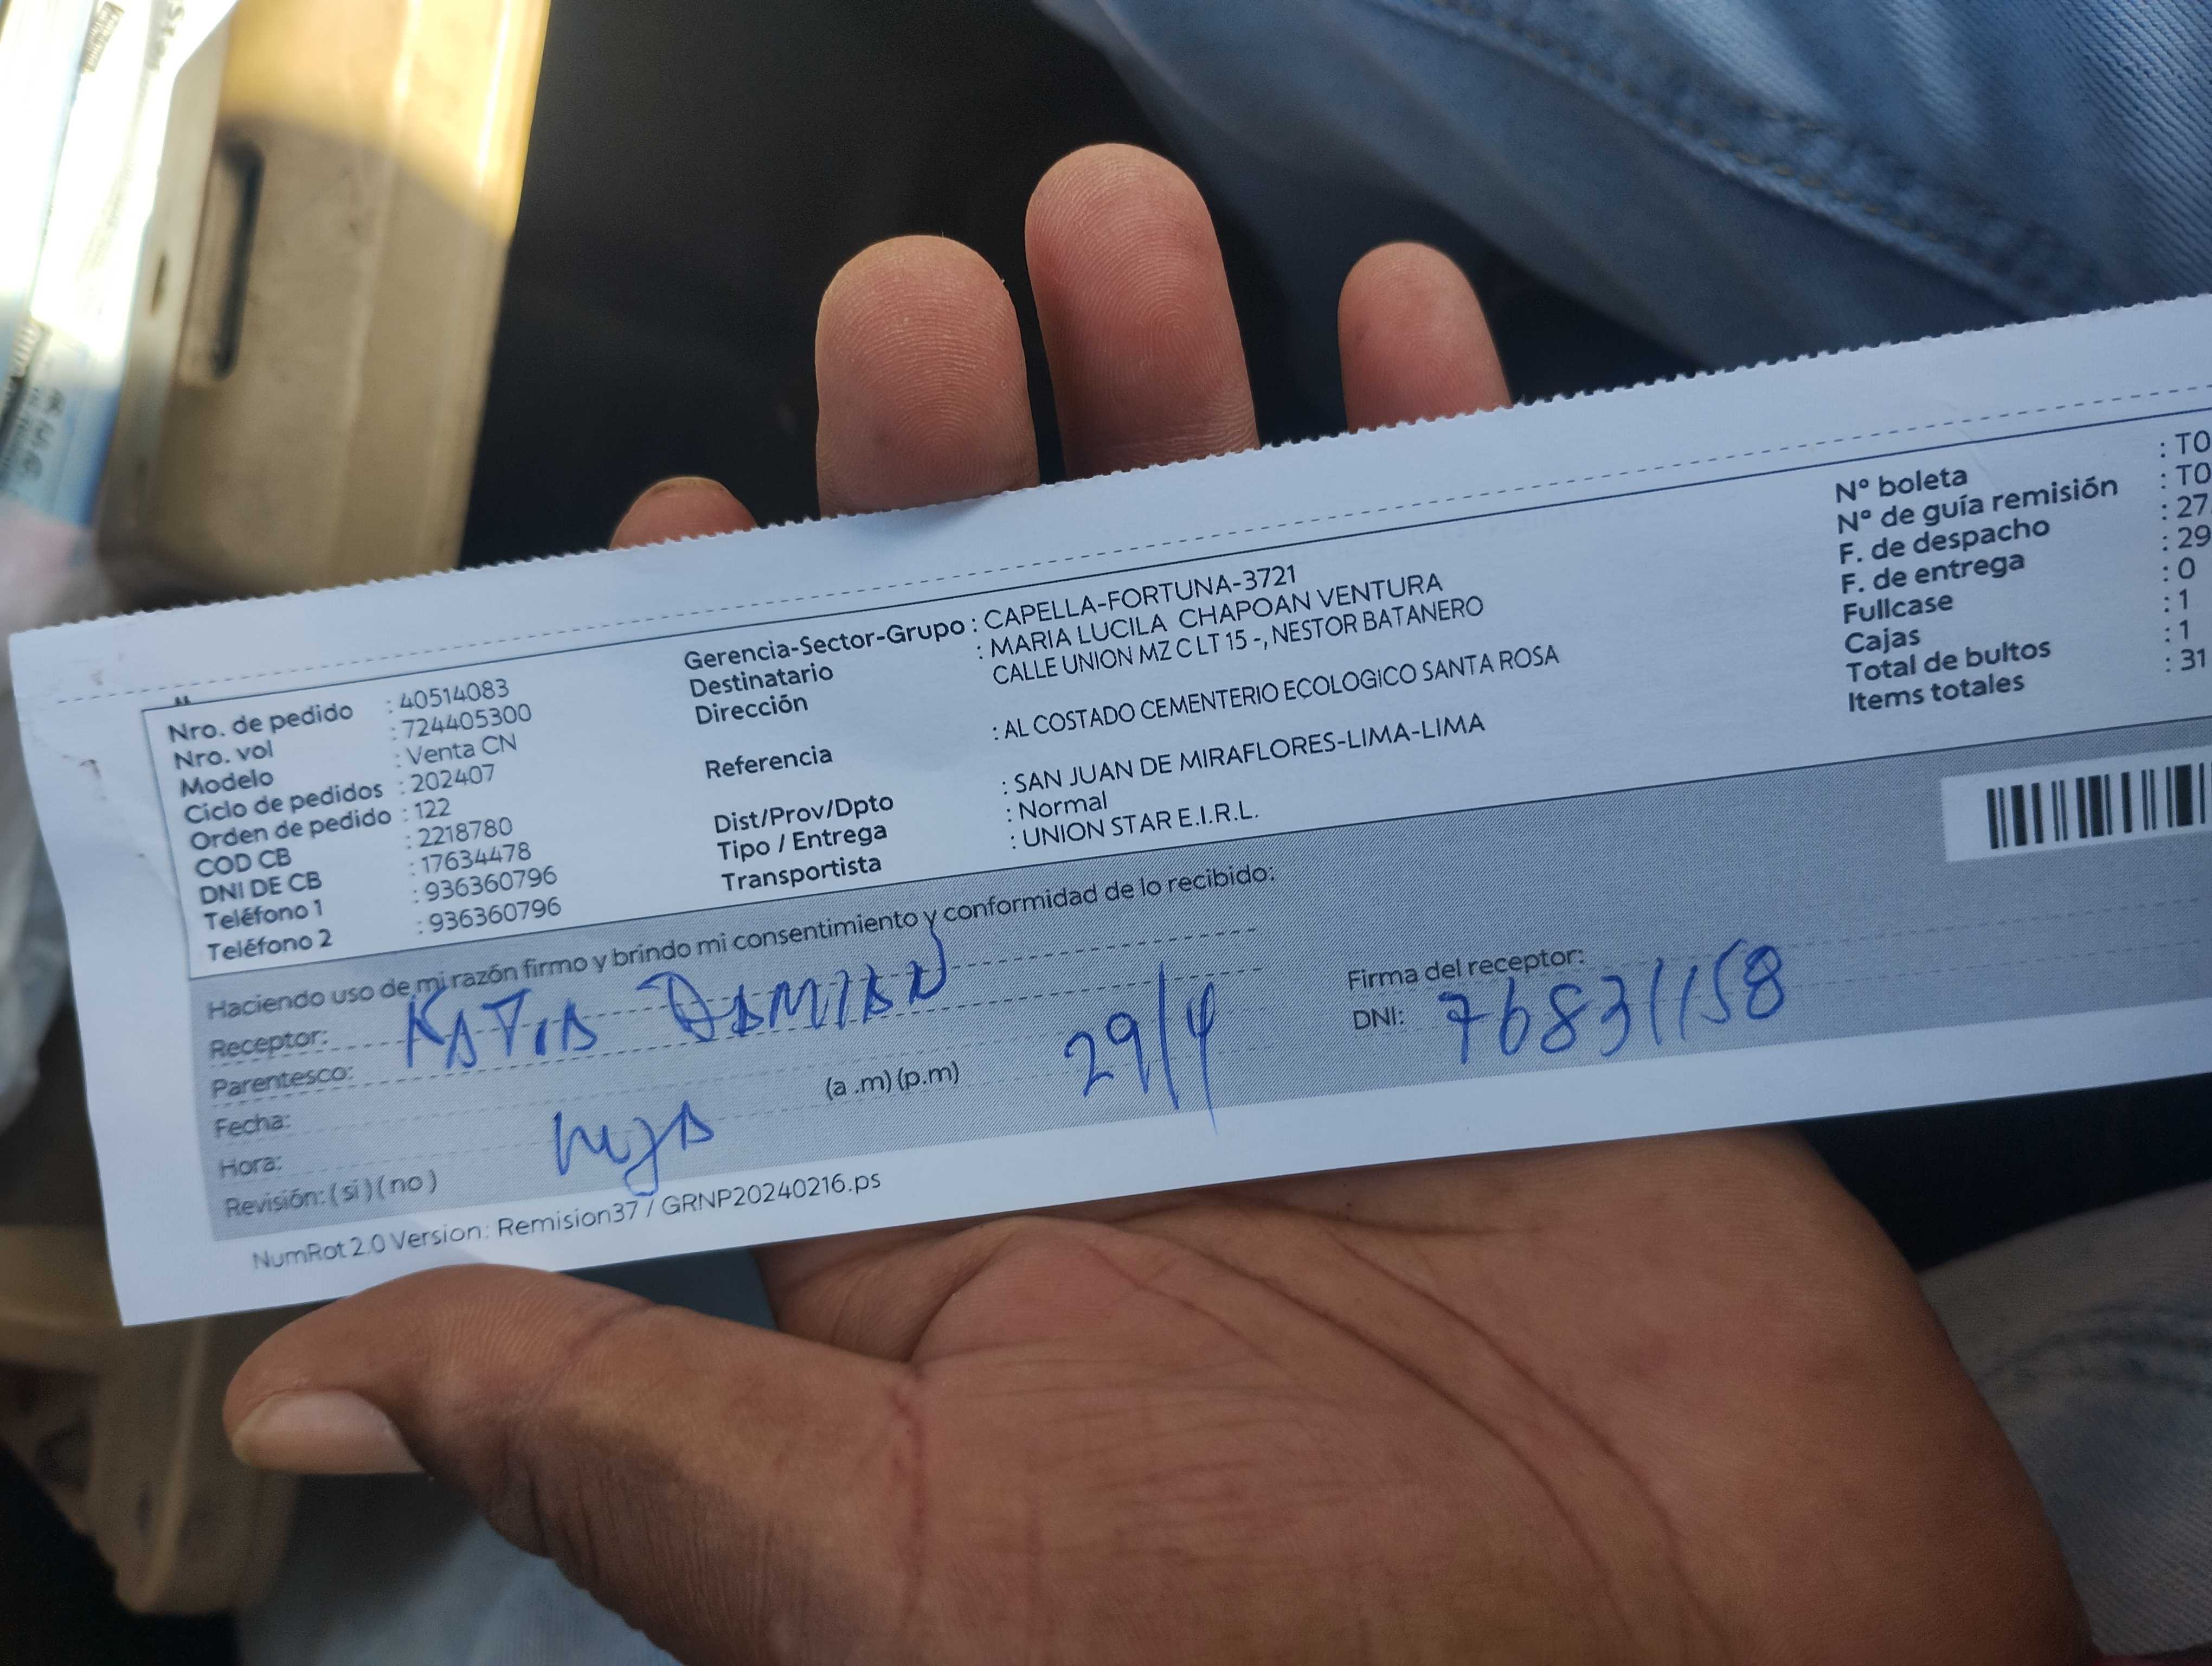 Nro. de pedido : 40514083
Nro. vol : 724405300
Modelo : Venta CN
Ciclo de pedidos : 202407
Orden de pedido : 122
COD CB : 2218780
DNI DE CB : 17634478
Teléfono 1 : 936360796
Teléfono 2 : 936360796
Gerencia-Sector-Grupo : CAPELLA-FORTUNA-3721
Destinatario : MARIA LUCILA CHAPOAN VENTURA
Dirección CALLE UNION MZ C LT 15 -, NESTOR BATANERO
Referencia : AL COSTADO CEMENTERIO ECOLOGICO SANTA ROSA
Dist/Prov/Dpto : SAN JUAN DE MIRAFLORES-LIMA-LIMA
Tipo / Entrega : Normal
Transportista : UNION STAR E.I.R.L.
Nº boleta : TO
Nº de guía remisión : TO
F. de despacho : 27
F. de entrega : 29
Fullcase : 0
Cajas : 1
Total de bultos : 1
Items totales : 31
Haciendo uso de mi razón firmo y brindo mi consentimiento y conformidad de lo recibido:
Receptor: KATIA DAMIAN
Parentesco:
Fecha: 29/4
Hora: (a .m) (p.m)
hija
Revisión: ( si ) ( no )
Firma del receptor:
DNI: 76831158
NumRot 2.0 Version: Remision37 / GRNP20240216.ps